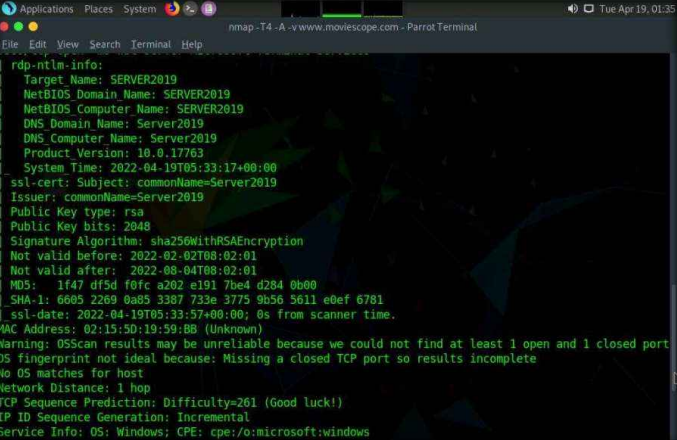 Applications Places System Tue Apr 19, 01:35
nmap -T4 -A -v www.moviescope.com - Parrot Terminal
File Edit View Search Terminal Help
| rdp-ntlm-info:
|   Target_Name: SERVER2019
|   NetBIOS_Domain_Name: SERVER2019
|   NetBIOS_Computer_Name: SERVER2019
|   DNS_Domain_Name: Server2019
|   DNS_Computer_Name: Server2019
|   Product_Version: 10.0.17763
|_  System_Time: 2022-04-19T05:33:17+00:00
| ssl-cert: Subject: commonName=Server2019
| Issuer: commonName=Server2019
| Public Key type: rsa
| Public Key bits: 2048
| Signature Algorithm: sha256WithRSAEncryption
| Not valid before: 2022-02-02T08:02:01
| Not valid after:  2022-08-04T08:02:01
| MD5:   1f47 df5d f0fc a202 e191 7be4 d284 0b00
|_SHA-1: 6605 2269 0a85 3387 733e 3775 9b56 5611 e0ef 6781
|_ssl-date: 2022-04-19T05:33:57+00:00; 0s from scanner time.
MAC Address: 02:15:5D:19:59:BB (Unknown)
Warning: OSScan results may be unreliable because we could not find at least 1 open and 1 closed port
OS fingerprint not ideal because: Missing a closed TCP port so results incomplete
No OS matches for host
Network Distance: 1 hop
TCP Sequence Prediction: Difficulty=261 (Good luck!)
IP ID Sequence Generation: Incremental
Service Info: OS: Windows; CPE: cpe:/o:microsoft:windows